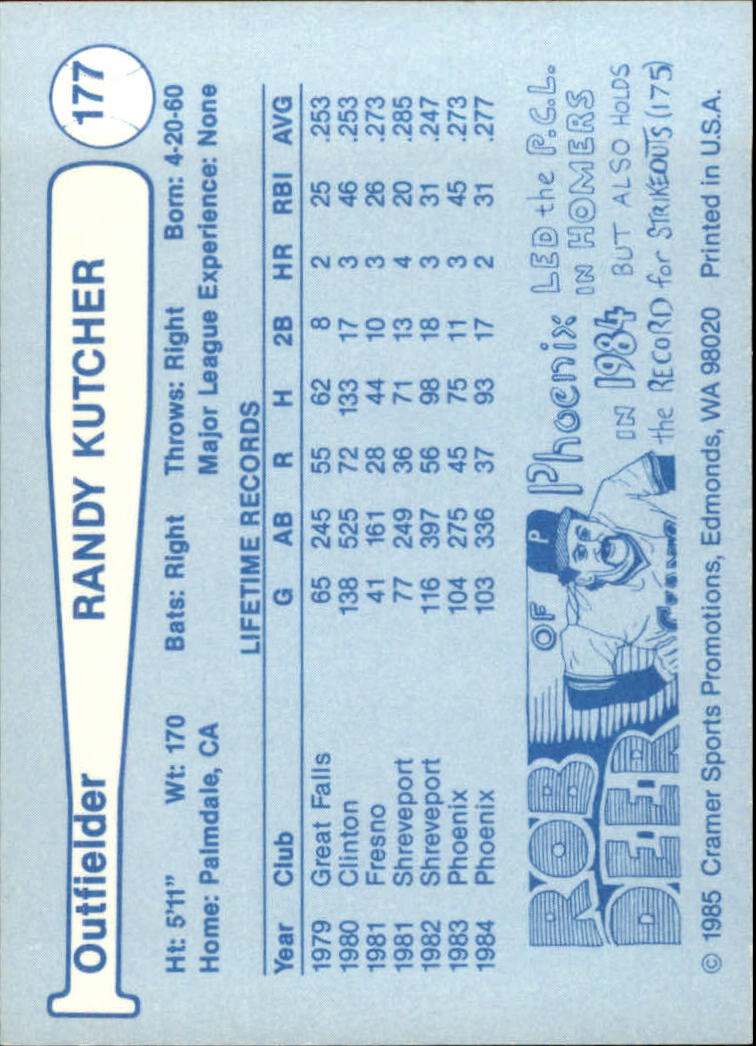 Outfielder RANDY KUTCHER 177
Ht: 5'11" Wt: 170 Bats: Right Throws: Right Born: 4-20-60
Home: Palmdale, CA Major League Experience: None
LIFETIME RECORDS
Year Club G AB R H 2B HR RBI AVG
1979 Great Falls 65 245 55 62 8 2 25 .253
1980 Clinton 138 525 72 133 17 3 46 .253
1981 Fresno 41 161 28 44 10 3 26 .273
1981 Shreveport 77 249 36 71 13 4 20 .285
1982 Shreveport 116 397 56 98 18 3 31 .247
1983 Phoenix 104 275 45 75 11 3 45 .273
1984 Phoenix 103 336 37 93 17 2 31 .277
ROB DEER
OF Phoenix
P
LED the P.C.L.
IN HOMERS
IN 1984 BUT ALSO HOLDS
the RECORD for STRIKEOUTS (175)
© 1985 Cramer Sports Promotions, Edmonds, WA 98020 Printed in U.S.A.